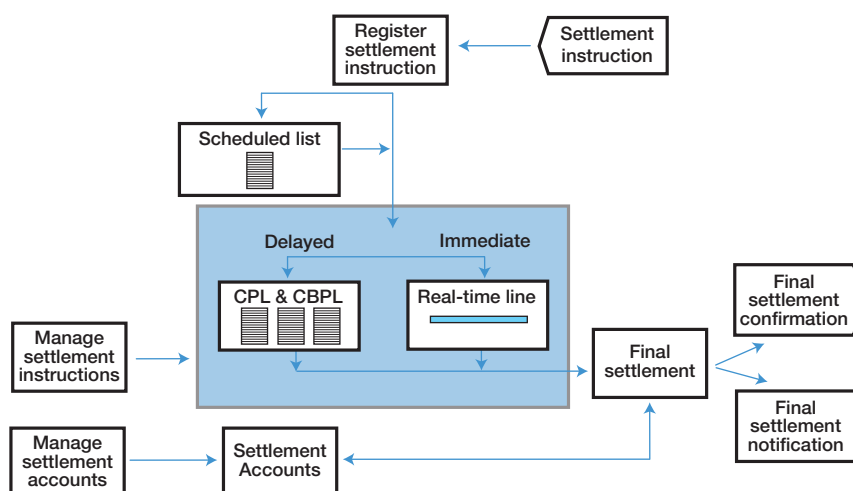 Register
settlement
instruction
Settlement
instruction
Scheduled list
Delayed
Immediate
CPL & CBPL
Real-time line
Manage
settlement
instructions
Final
settlement
Final
settlement
confirmation
Final
settlement
notification
Manage
settlement
accounts
Settlement
Accounts